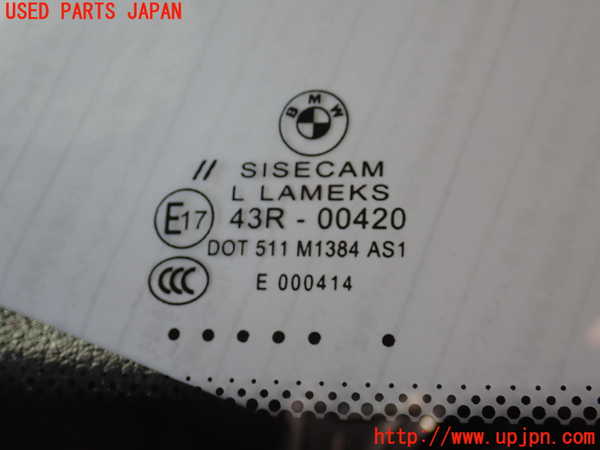 USED PARTS JAPAN
BMW
// SISECAM
L LAMEKS
E17 43R - 00420
DOT 511 M1384 AS1
CCC E 000414
http://www.upjpn.com/